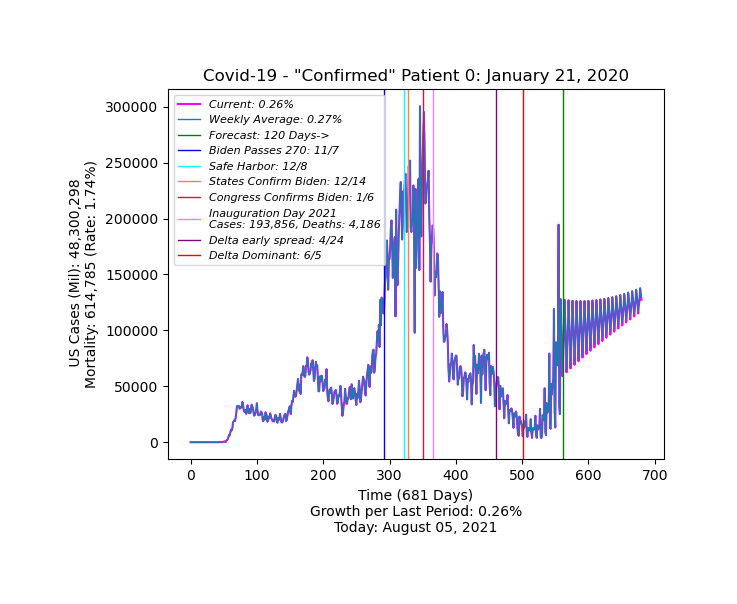 Covid-19 - "Confirmed" Patient 0: January 21, 2020
US Cases (Mil): 48,300,298
Mortality: 614,785 (Rate: 1.74%)
300000
250000
200000
150000
100000
50000
0
Current: 0.26%
Weekly Average: 0.27%
Forecast: 120 Days->
Biden Passes 270: 11/7
Safe Harbor: 12/8
States Confirm Biden: 12/14
Congress Confirms Biden: 1/6
Inauguration Day 2021
Cases: 193,856, Deaths: 4,186
Delta early spread: 4/24
Delta Dominant: 6/5
0 100 200 300 400 500 600 700
Time (681 Days)
Growth per Last Period: 0.26%
Today: August 05, 2021